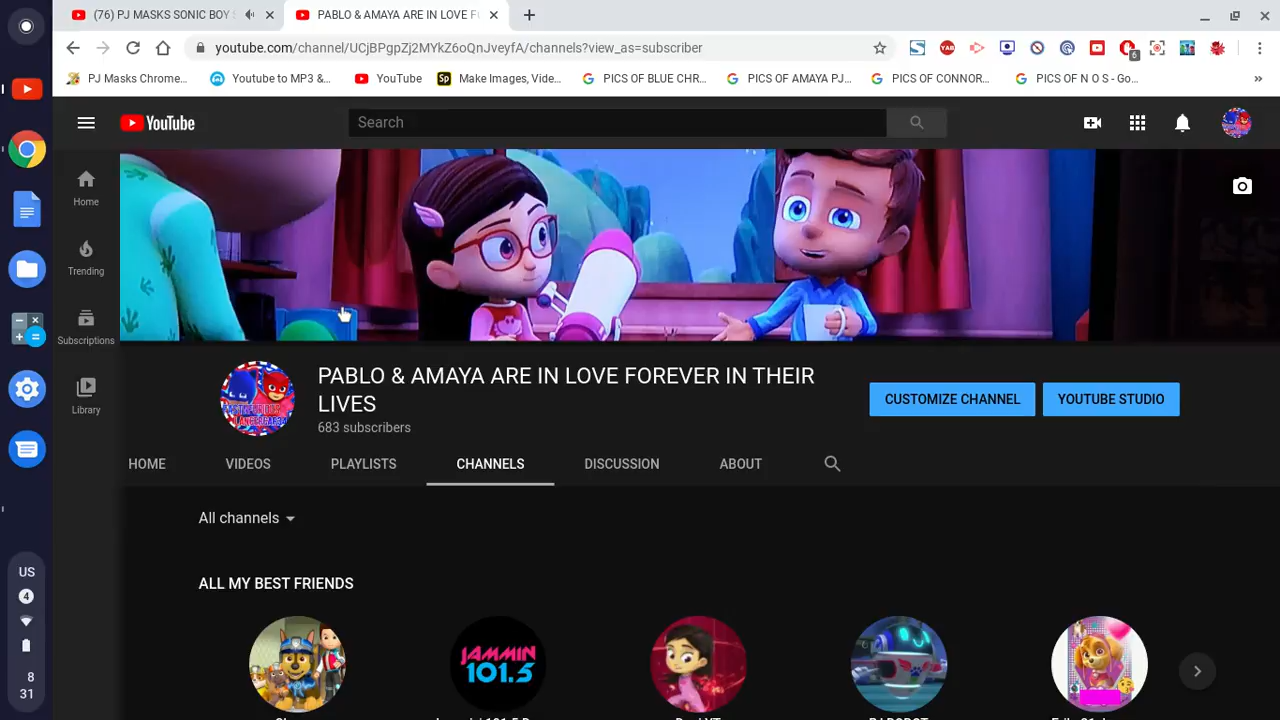 (76) PJ MASKS SONIC BOY
PABLO & AMAYA ARE IN LOVE F
youtube.com/channel/UCjBPgpZj2MYkZ6oQnJveyfA/channels?view_as=subscriber
YAB
6
PJ Masks Chrome...
Youtube to MP3 &...
YouTube
Sp
Make Images, Vide...
PICS OF BLUE CHR...
PICS OF AMAYA PJ...
PICS OF CONNOR...
PICS OF N O S - Go...
»
YouTube
Search
Home
Trending
Subscriptions
Library
PABLO & AMAYA ARE IN LOVE FOREVER IN THEIR
LIVES
683 subscribers
CUSTOMIZE CHANNEL
YOUTUBE STUDIO
HOME
VIDEOS
PLAYLISTS
CHANNELS
DISCUSSION
ABOUT
All channels
ALL MY BEST FRIENDS
JAMMIN
101.5
US
4
8
31